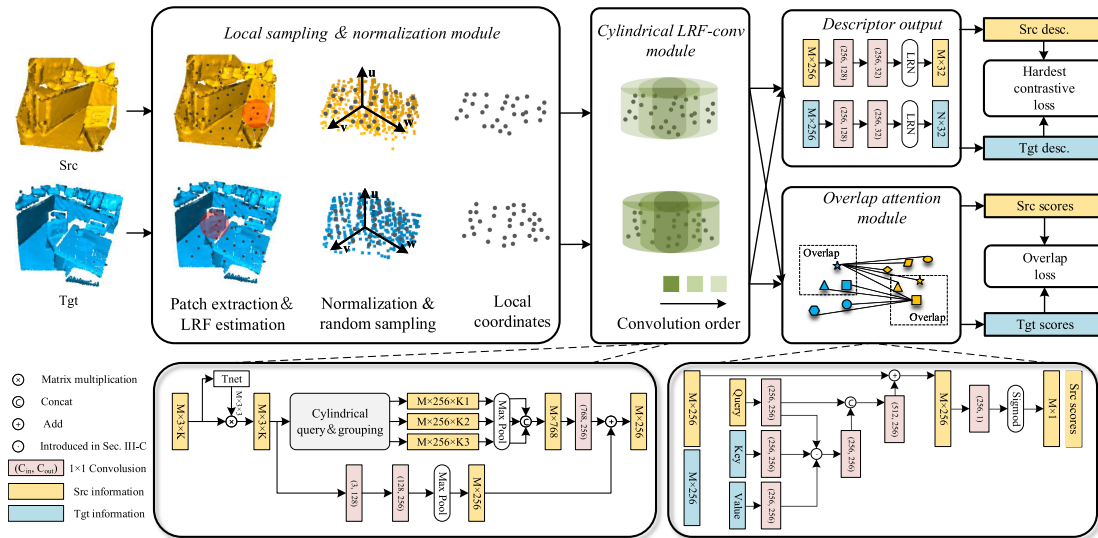 Local sampling & normalization module
Src
Tgt
u
v
w
u
v
w
Patch extraction &
LRF estimation
Normalization &
random sampling
Local
coordinates
Cylindrical LRF-conv
module
Convolution order
Descriptor output
M×256
(256, 128)
(256, 32)
LRN
M×32
M×256
(256, 128)
(256, 32)
LRN
N×32
Src desc.
Hardest
contrastive
loss
Tgt desc.
Overlap attention
module
Overlap
Overlap
Src scores
Overlap
loss
Tgt scores
× Matrix multiplication
C Concat
+ Add
· Introduced in Sec. III-C
(Cin, Cout) 1×1 Convolution
Src information
Tgt information
M×3×K
Tnet
M×3×3
×
M×3×K
Cylindrical
query & grouping
M×256×K1
M×256×K2
M×256×K3
Max Pool
C
M×768
(768, 256)
+
M×256
(3, 128)
(128, 256)
Max Pool
M×256
M×256
M×256
Query
(256, 256)
Key
(256, 256)
Value
(256, 256)
·
C
(256, 256)
+
(512, 256)
M×256
(256, 1)
Sigmod
M×1
Src scores